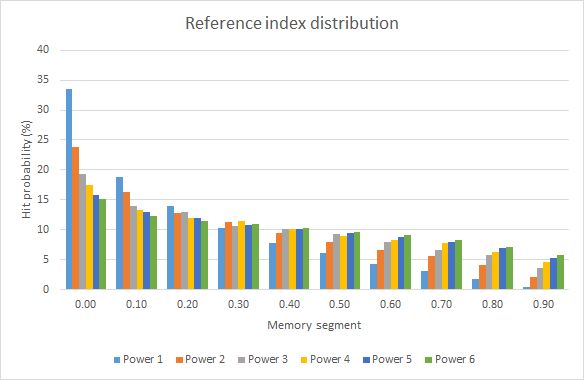 Reference index distribution
40
35
30
25
20
15
10
5
0
Hit probability (%)
0.00 0.10 0.20 0.30 0.40 0.50 0.60 0.70 0.80 0.90
Memory segment
Power 1 Power 2 Power 3 Power 4 Power 5 Power 6